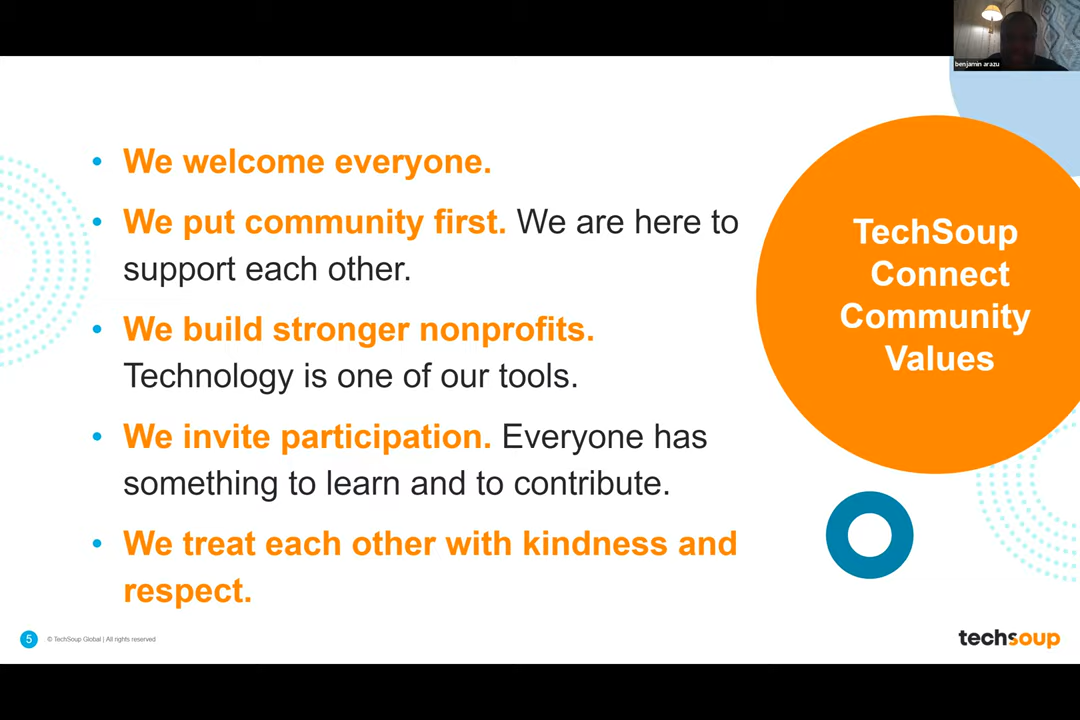 benjamin arazu
We welcome everyone.
We put community first. We are here to
support each other.
We build stronger nonprofits.
Technology is one of our tools.
We invite participation. Everyone has
something to learn and to contribute.
We treat each other with kindness and
respect.
TechSoup
Connect
Community
Values
5
© TechSoup Global | All rights reserved
techsoup